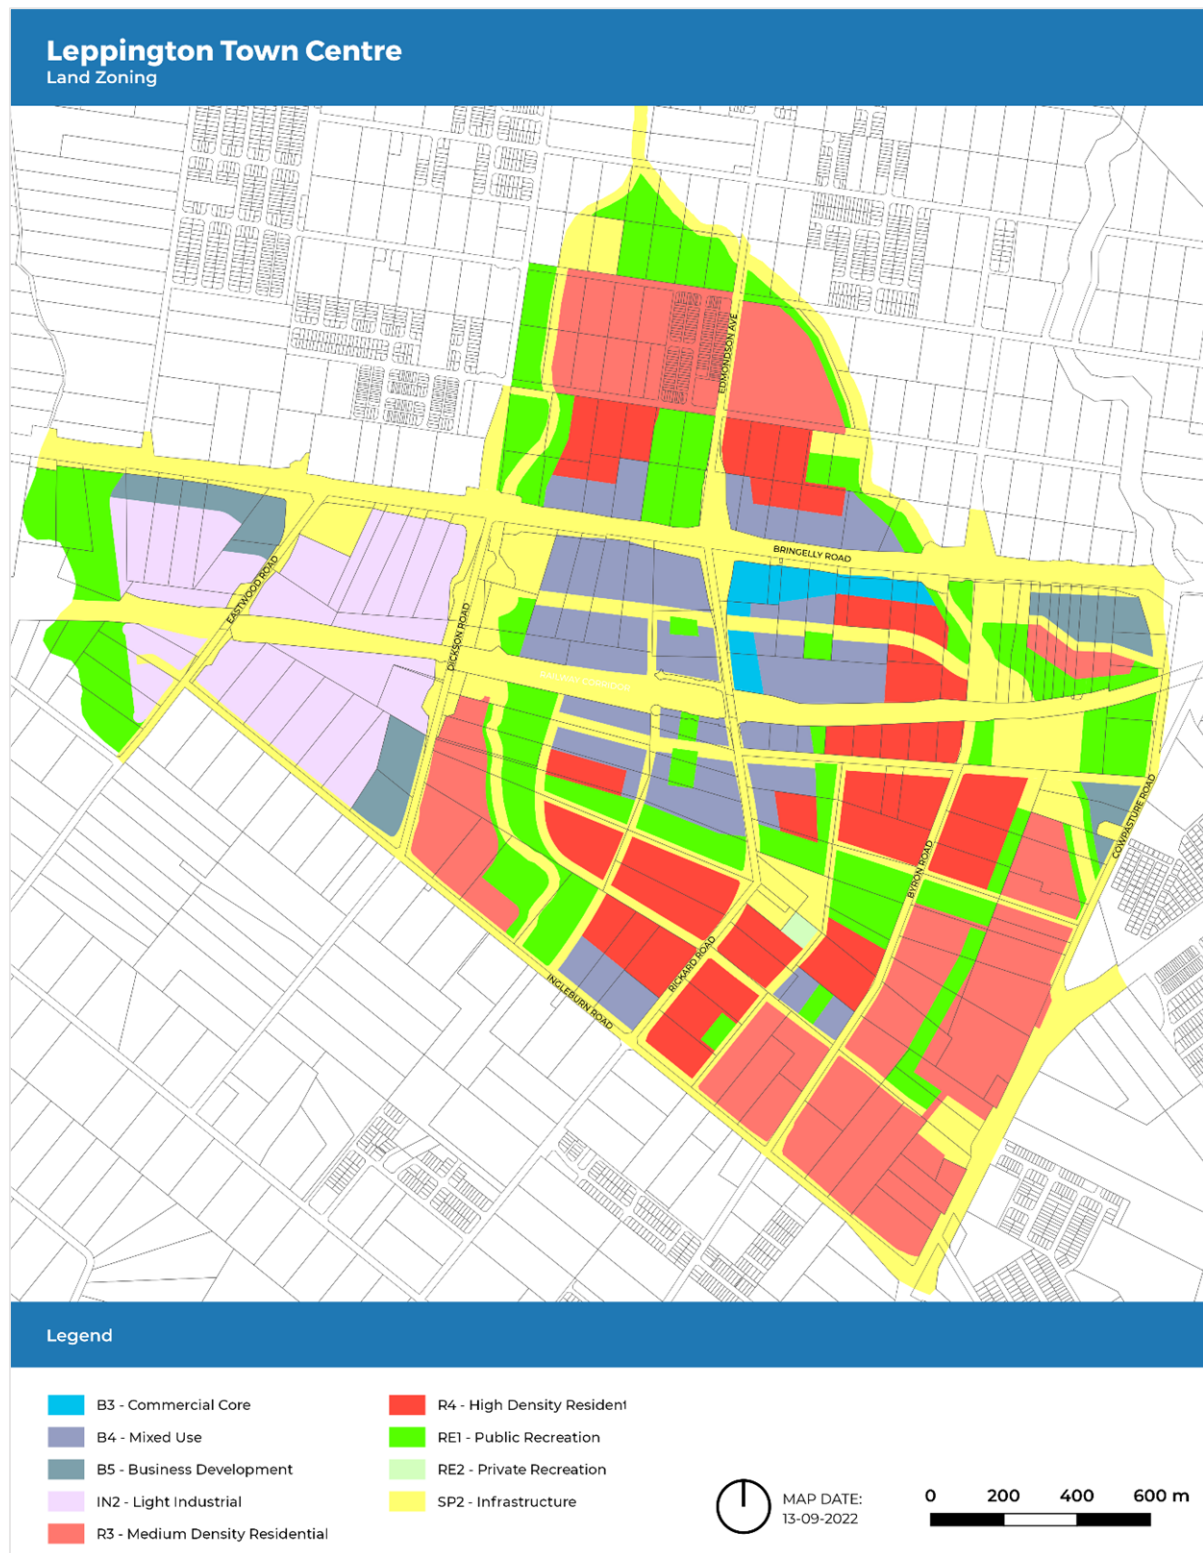 Leppington Town Centre
Land Zoning
EDMONDSON AVE
BRINGELLY ROAD
EASTWOOD ROAD
DICKSON ROAD
RAILWAY CORRIDOR
COWPASTURE ROAD
BYRON ROAD
RICKARD ROAD
INGLEBURN ROAD
Legend
B3 - Commercial Core
B4 - Mixed Use
B5 - Business Development
IN2 - Light Industrial
R3 - Medium Density Residential
R4 - High Density Resident
RE1 - Public Recreation
RE2 - Private Recreation
SP2 - Infrastructure
MAP DATE:
13-09-2022
0 200 400 600 m